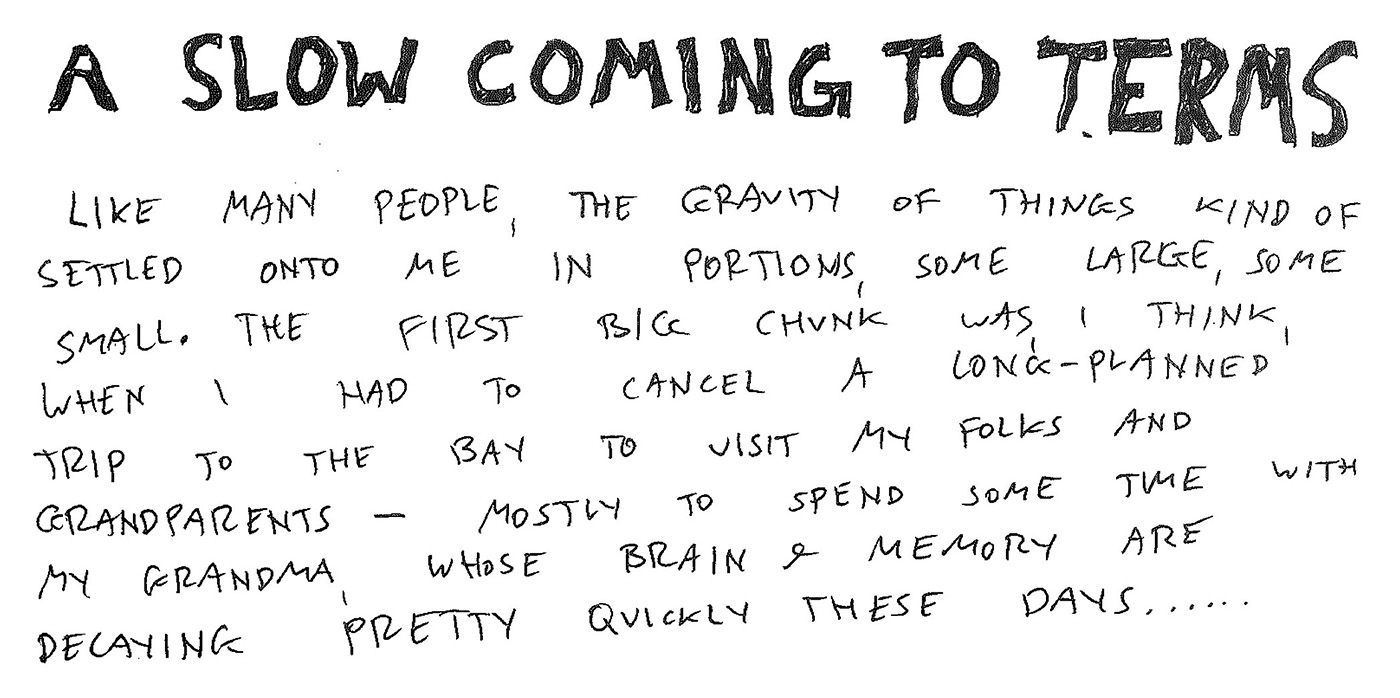 A SLOW COMING TO TERMS
LIKE MANY PEOPLE, THE GRAVITY OF THINGS KIND OF
SETTLED ONTO ME IN PORTIONS, SOME LARGE, SOME
SMALL. THE FIRST BIG CHUNK WAS, I THINK,
WHEN I HAD TO CANCEL A LONG-PLANNED
TRIP TO THE BAY TO VISIT MY FOLKS AND
GRANDPARENTS — MOSTLY TO SPEND SOME TIME WITH
MY GRANDMA, WHOSE BRAIN & MEMORY ARE
DECAYING PRETTY QUICKLY THESE DAYS......